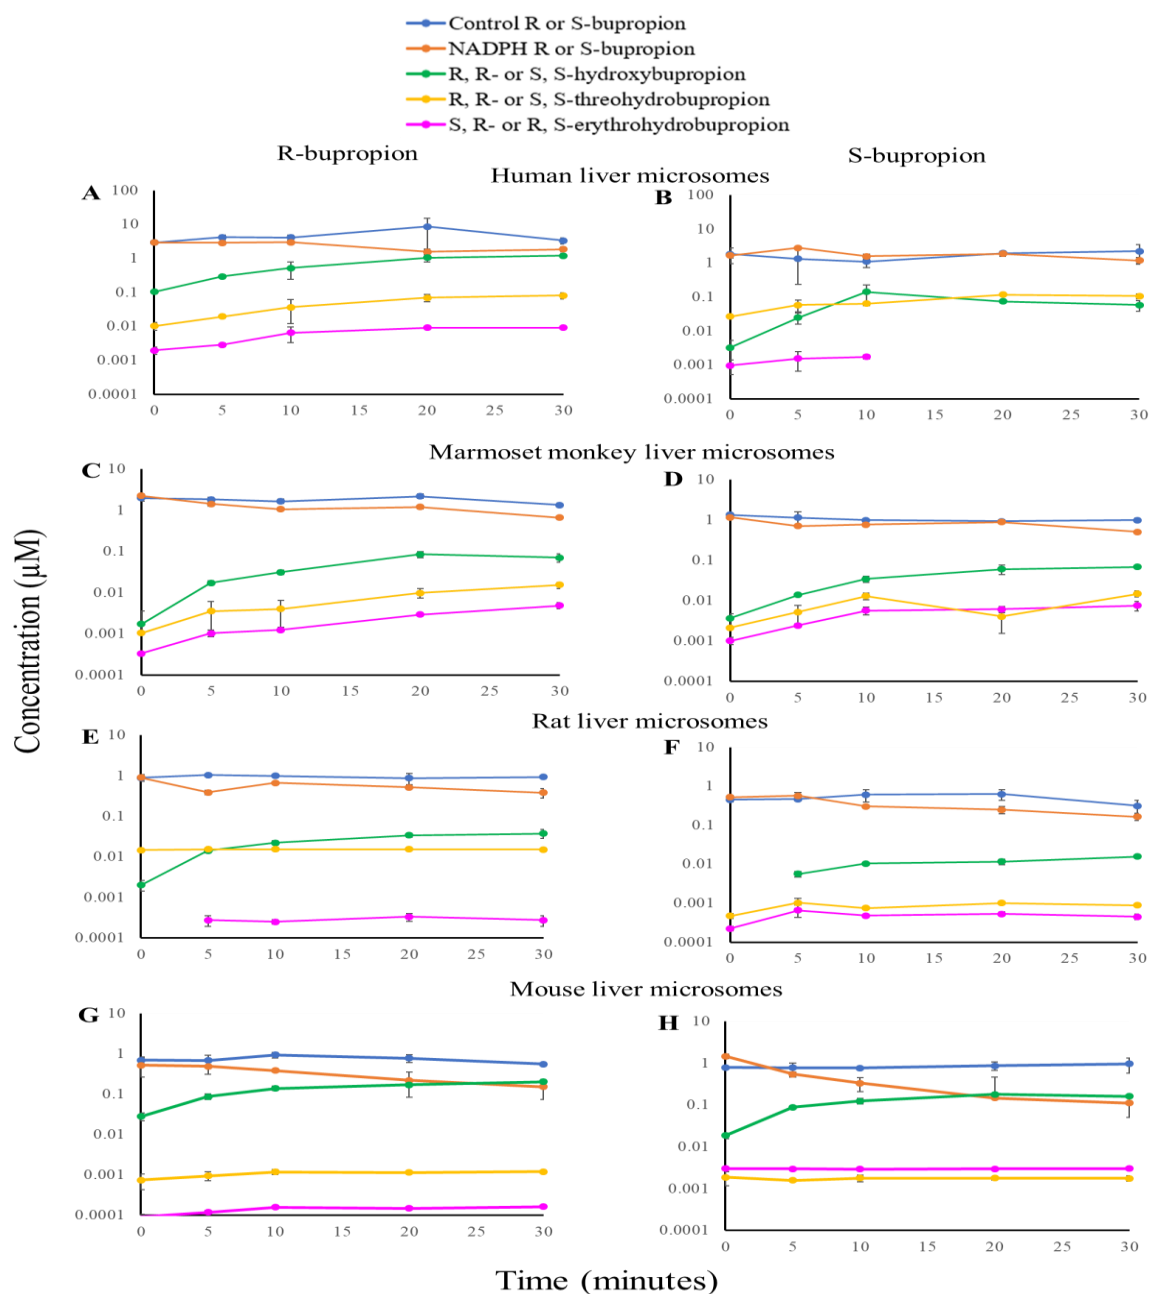 Control R or S-bupropion
NADPH R or S-bupropion
R, R- or S, S-hydroxybupropion
R, R- or S, S-threohydrobupropion
S, R- or R, S-erythrohydrobupropion
R-bupropion
S-bupropion
Human liver microsomes
A
100
10
1
0.1
0.01
0.001
0.0001
0 5 10 15 20 25 30
B
100
10
1
0.1
0.01
0.001
0.0001
0 5 10 15 20 25 30
Marmoset monkey liver microsomes
C
10
1
0.1
0.01
0.001
0.0001
0 5 10 15 20 25 30
D
10
1
0.1
0.01
0.001
0.0001
0 5 10 15 20 25 30
Concentration (µM)
Rat liver microsomes
E
10
1
0.1
0.01
0.001
0.0001
0 5 10 15 20 25 30
F
10
1
0.1
0.01
0.001
0.0001
0 5 10 15 20 25 30
Mouse liver microsomes
G
10
1
0.1
0.01
0.001
0.0001
0 5 10 15 20 25 30
H
10
1
0.1
0.01
0.001
0.0001
0 5 10 15 20 25 30
Time (minutes)